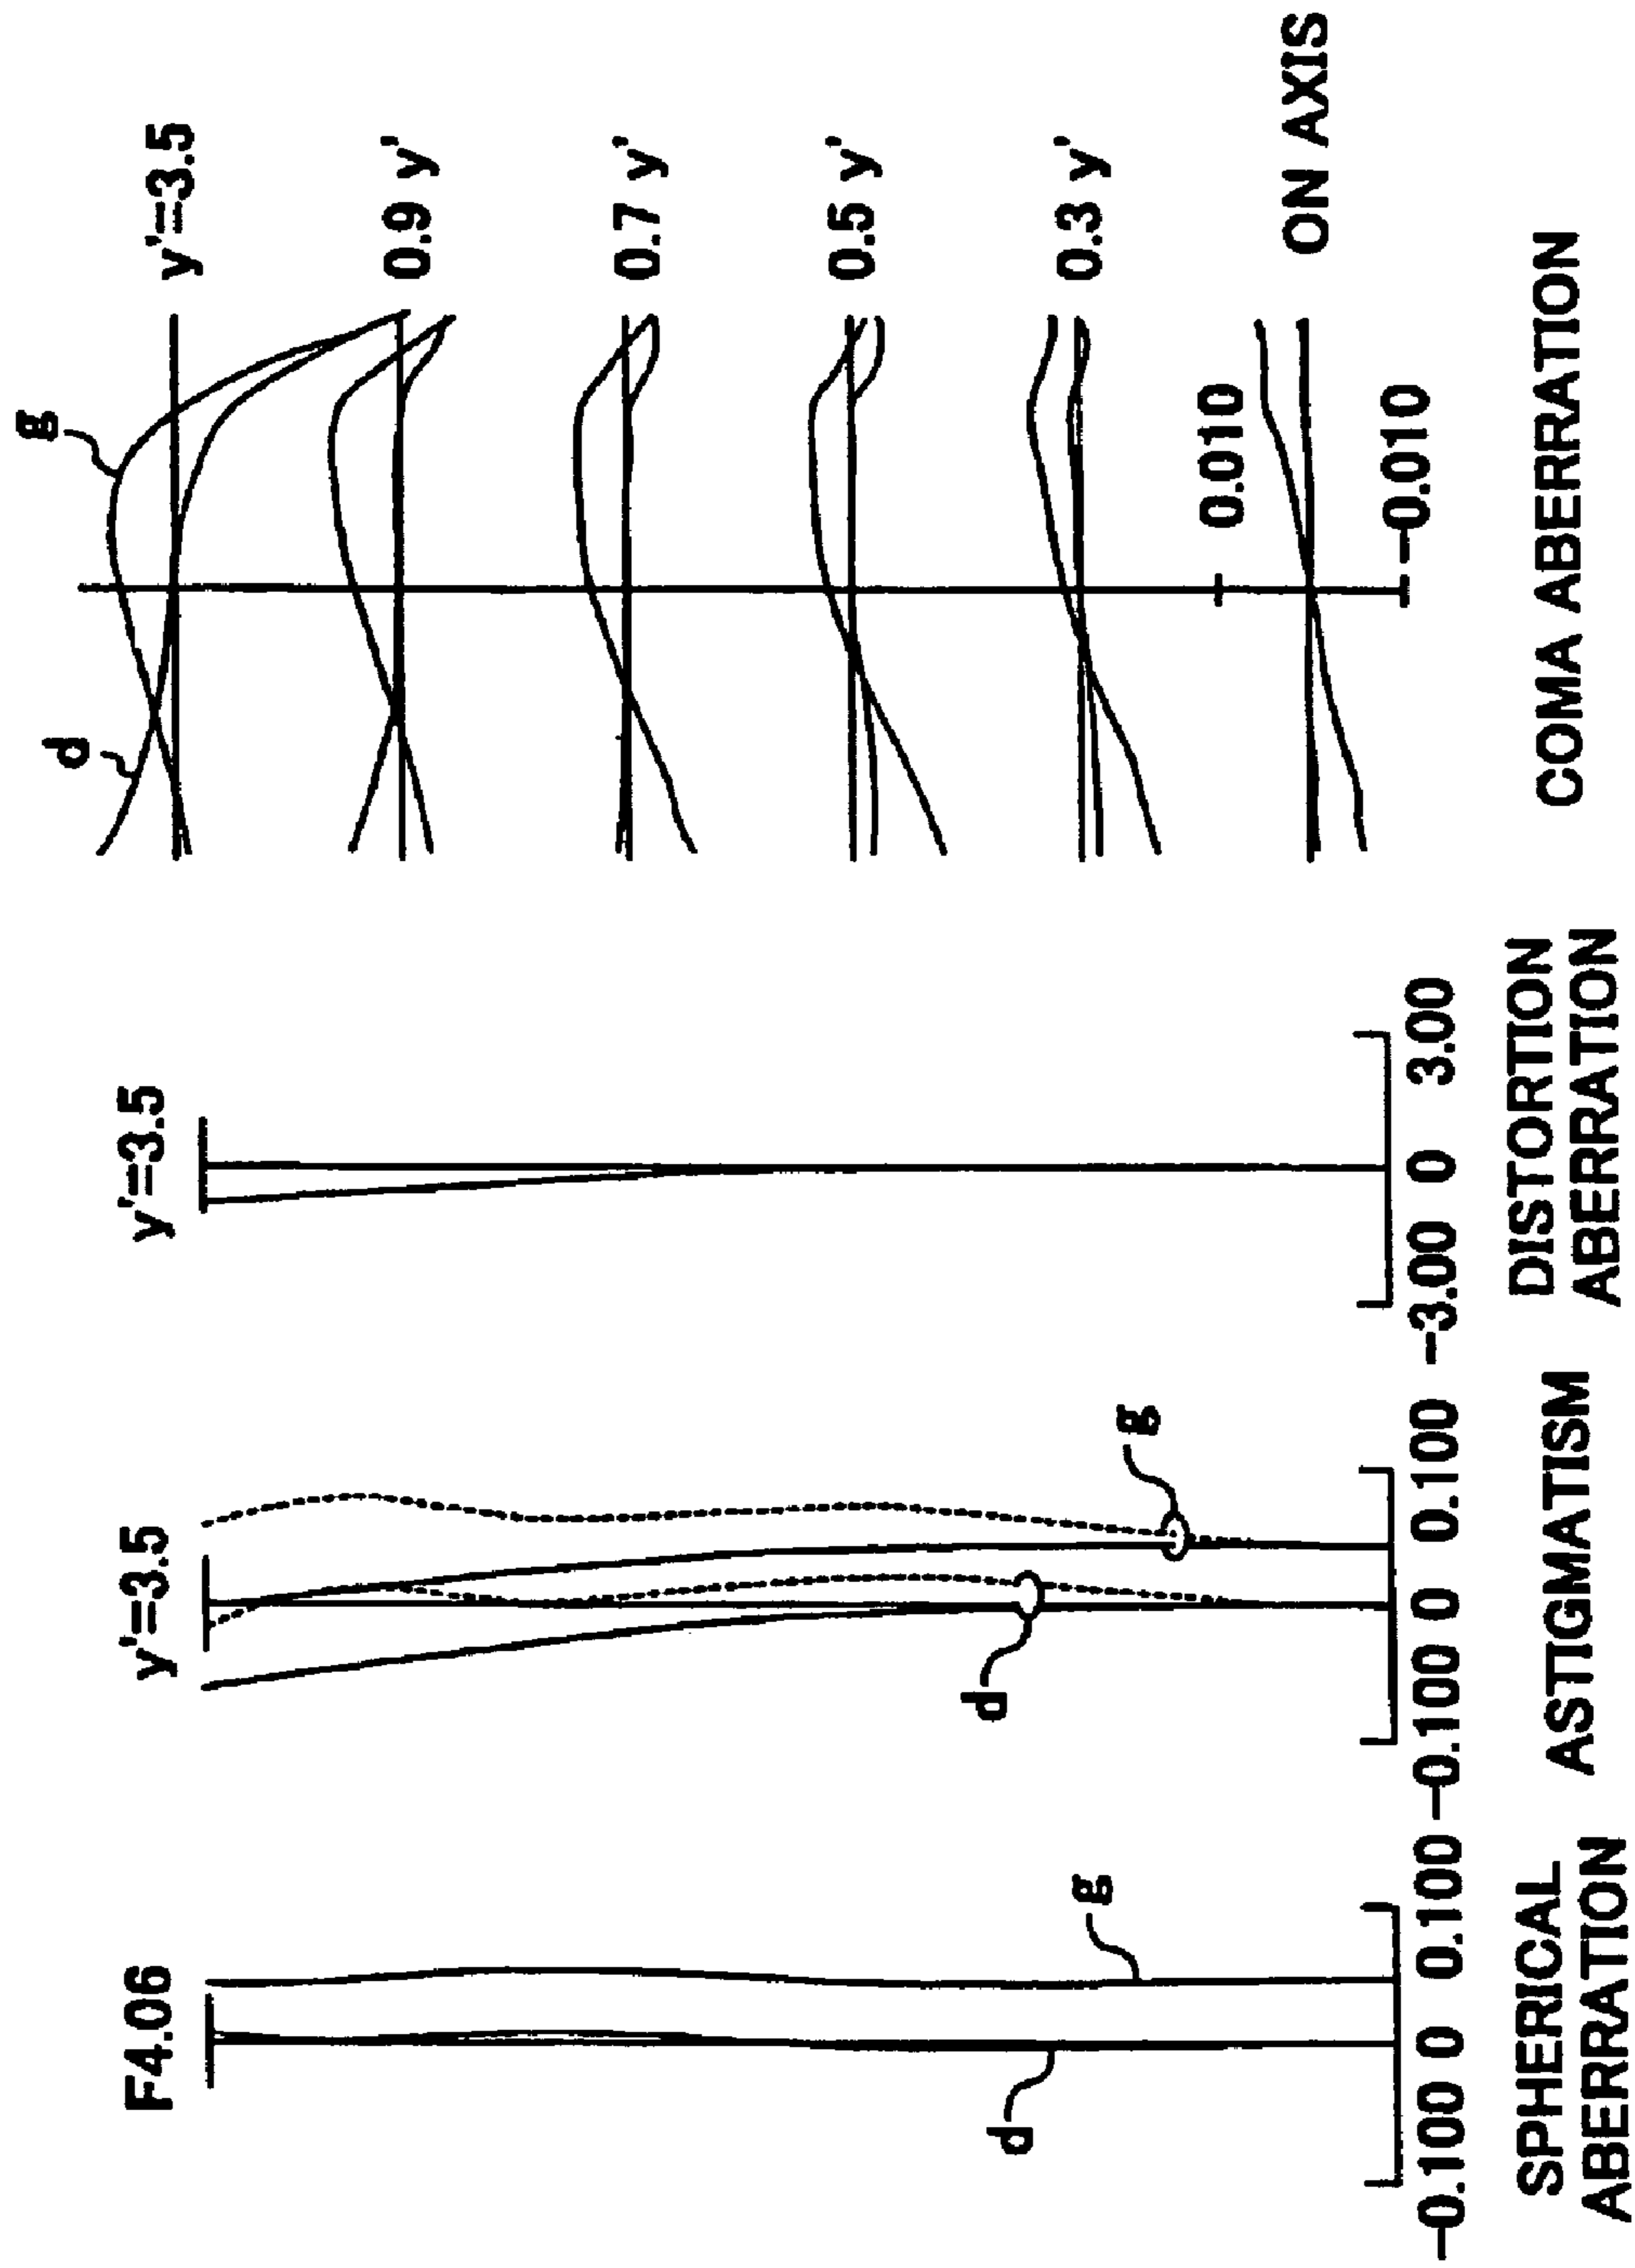 F4.06
g
d
-0.100 0 0.100
SPHERICAL
ABERRATION
y'=3.5
g
d
-0.100 0 0.100
ASTIGMATISM
y'=3.5
-3.00 0 3.00
DISTORTION
ABERRATION
g
d
y'=3.5
0.9 y'
0.7 y'
0.5 y'
0.3 y'
0.010
ON AXIS
-0.010
COMA ABERRATION